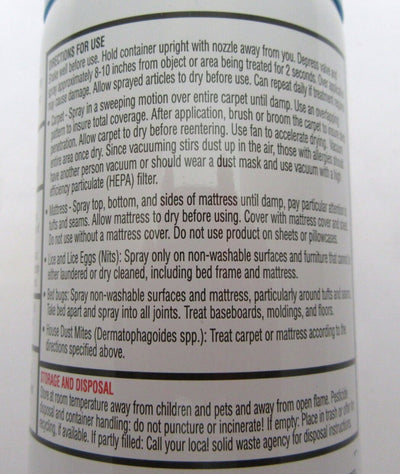 DIRECTIONS FOR USE
Shake well before use. Hold container upright with nozzle away from you. Depress valve and
spray approximately 8-10 inches from object or area being treated for 2 seconds. Over application
may cause damage. Allow sprayed articles to dry before use. Can repeat daily if treatment
• Carpet - Spray in a sweeping motion over entire carpet until damp. Use an overlapping
pattern to insure total coverage. After application, brush or broom the carpet to insure
penetration. Allow carpet to dry before reentering. Use fan to accelerate drying. Vacuum
entire area once dry. Since vacuuming stirs dust up in the air, those with allergies should
have another person vacuum or should wear a dust mask and use vacuum with a high
efficiency particulate (HEPA) filter.
• Mattress - Spray top, bottom, and sides of mattress until damp, pay particular attention to
tufts and seams. Allow mattress to dry before using. Cover with mattress cover and sheet.
Do not use without a mattress cover. Do not use product on sheets or pillowcases.
• Lice and Lice Eggs (Nits): Spray only on non-washable surfaces and furniture that cannot
either laundered or dry cleaned, including bed frame and mattress.
• Bed bugs: Spray non-washable surfaces and mattress, particularly around tufts and seams.
Take bed apart and spray into all joints. Treat baseboards, moldings, and floors.
• House Dust Mites (Dermatophagoides spp.): Treat carpet or mattress according to the
directions specified above.
STORAGE AND DISPOSAL
Store at room temperature away from children and pets and away from open flame. Pesticide
disposal and container handling: do not puncture or incinerate! If empty: Place in trash or offer for
recycling, if available. If partly filled: Call your local solid waste agency for disposal instructions